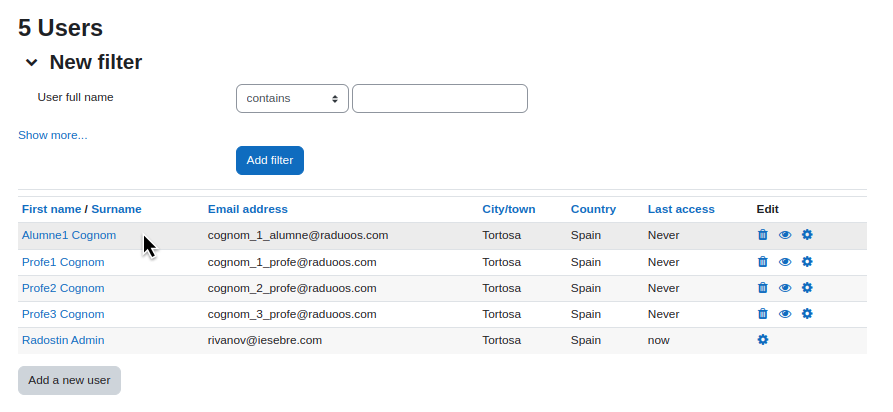 5 Users
New filter
User full name contains
Show more...
Add filter
First name / Surname Email address City/town Country Last access Edit
Alumne1 Cognom cognom_1_alumne@raduoos.com Tortosa Spain Never
Profe1 Cognom cognom_1_profe@raduoos.com Tortosa Spain Never
Profe2 Cognom cognom_2_profe@raduoos.com Tortosa Spain Never
Profe3 Cognom cognom_3_profe@raduoos.com Tortosa Spain Never
Radostin Admin rivanov@iesebre.com Tortosa Spain now
Add a new user